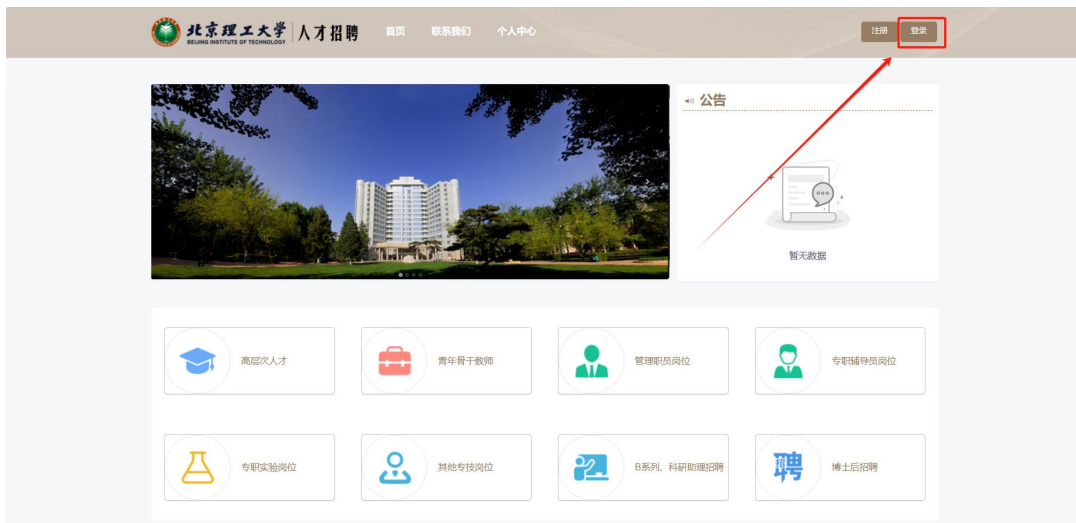 北京理工大学 人才招聘 首页 联系我们 个人中心 注册 登录
BEIJING INSTITUTE OF TECHNOLOGY
公告
暂无数据
高层次人才 青年骨干教师 管理职员岗位 专职辅导员岗位
专职实验岗位 其他专技岗位 B系列、科研助理招聘 招聘 博士后招聘